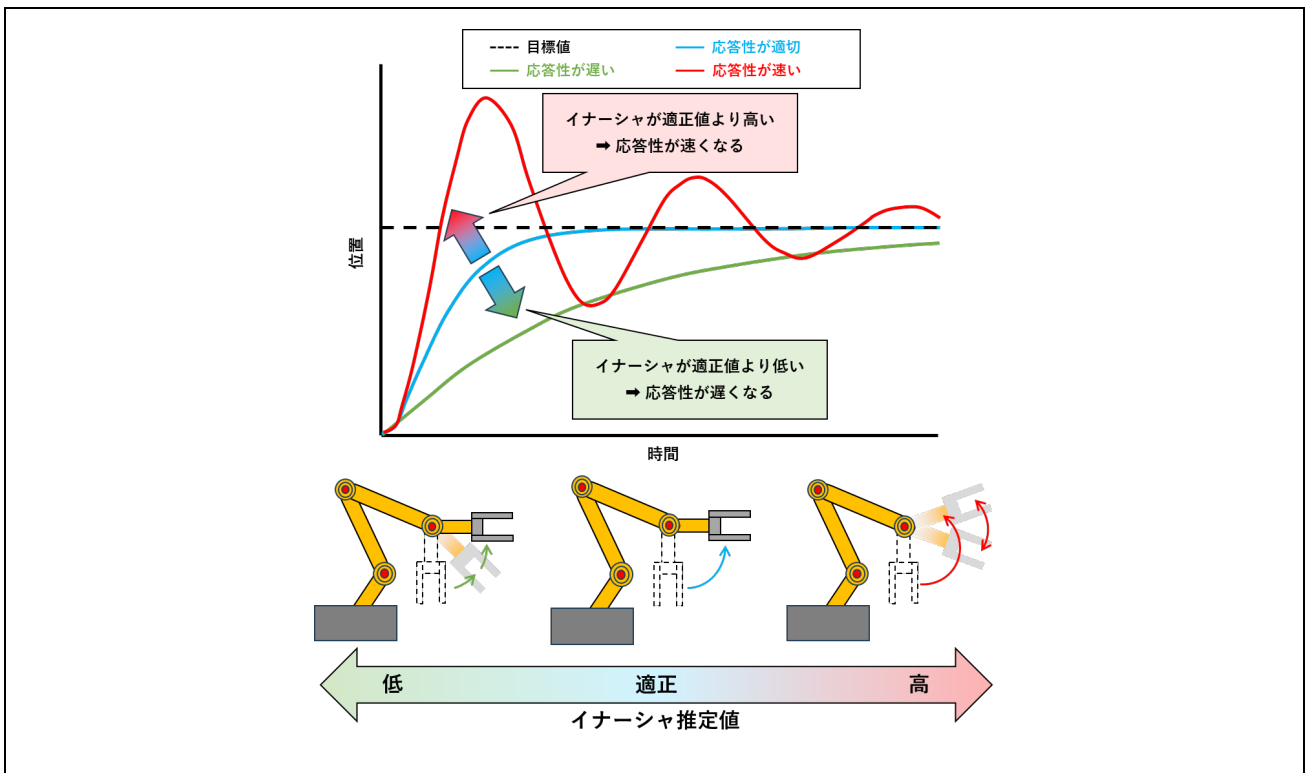 目標値
応答性が適切
応答性が遅い
応答性が速い
イナーシャが適正値より高い
➡ 応答性が速くなる
位置
イナーシャが適正値より低い
➡ 応答性が遅くなる
時間
低
適正
高
イナーシャ推定値